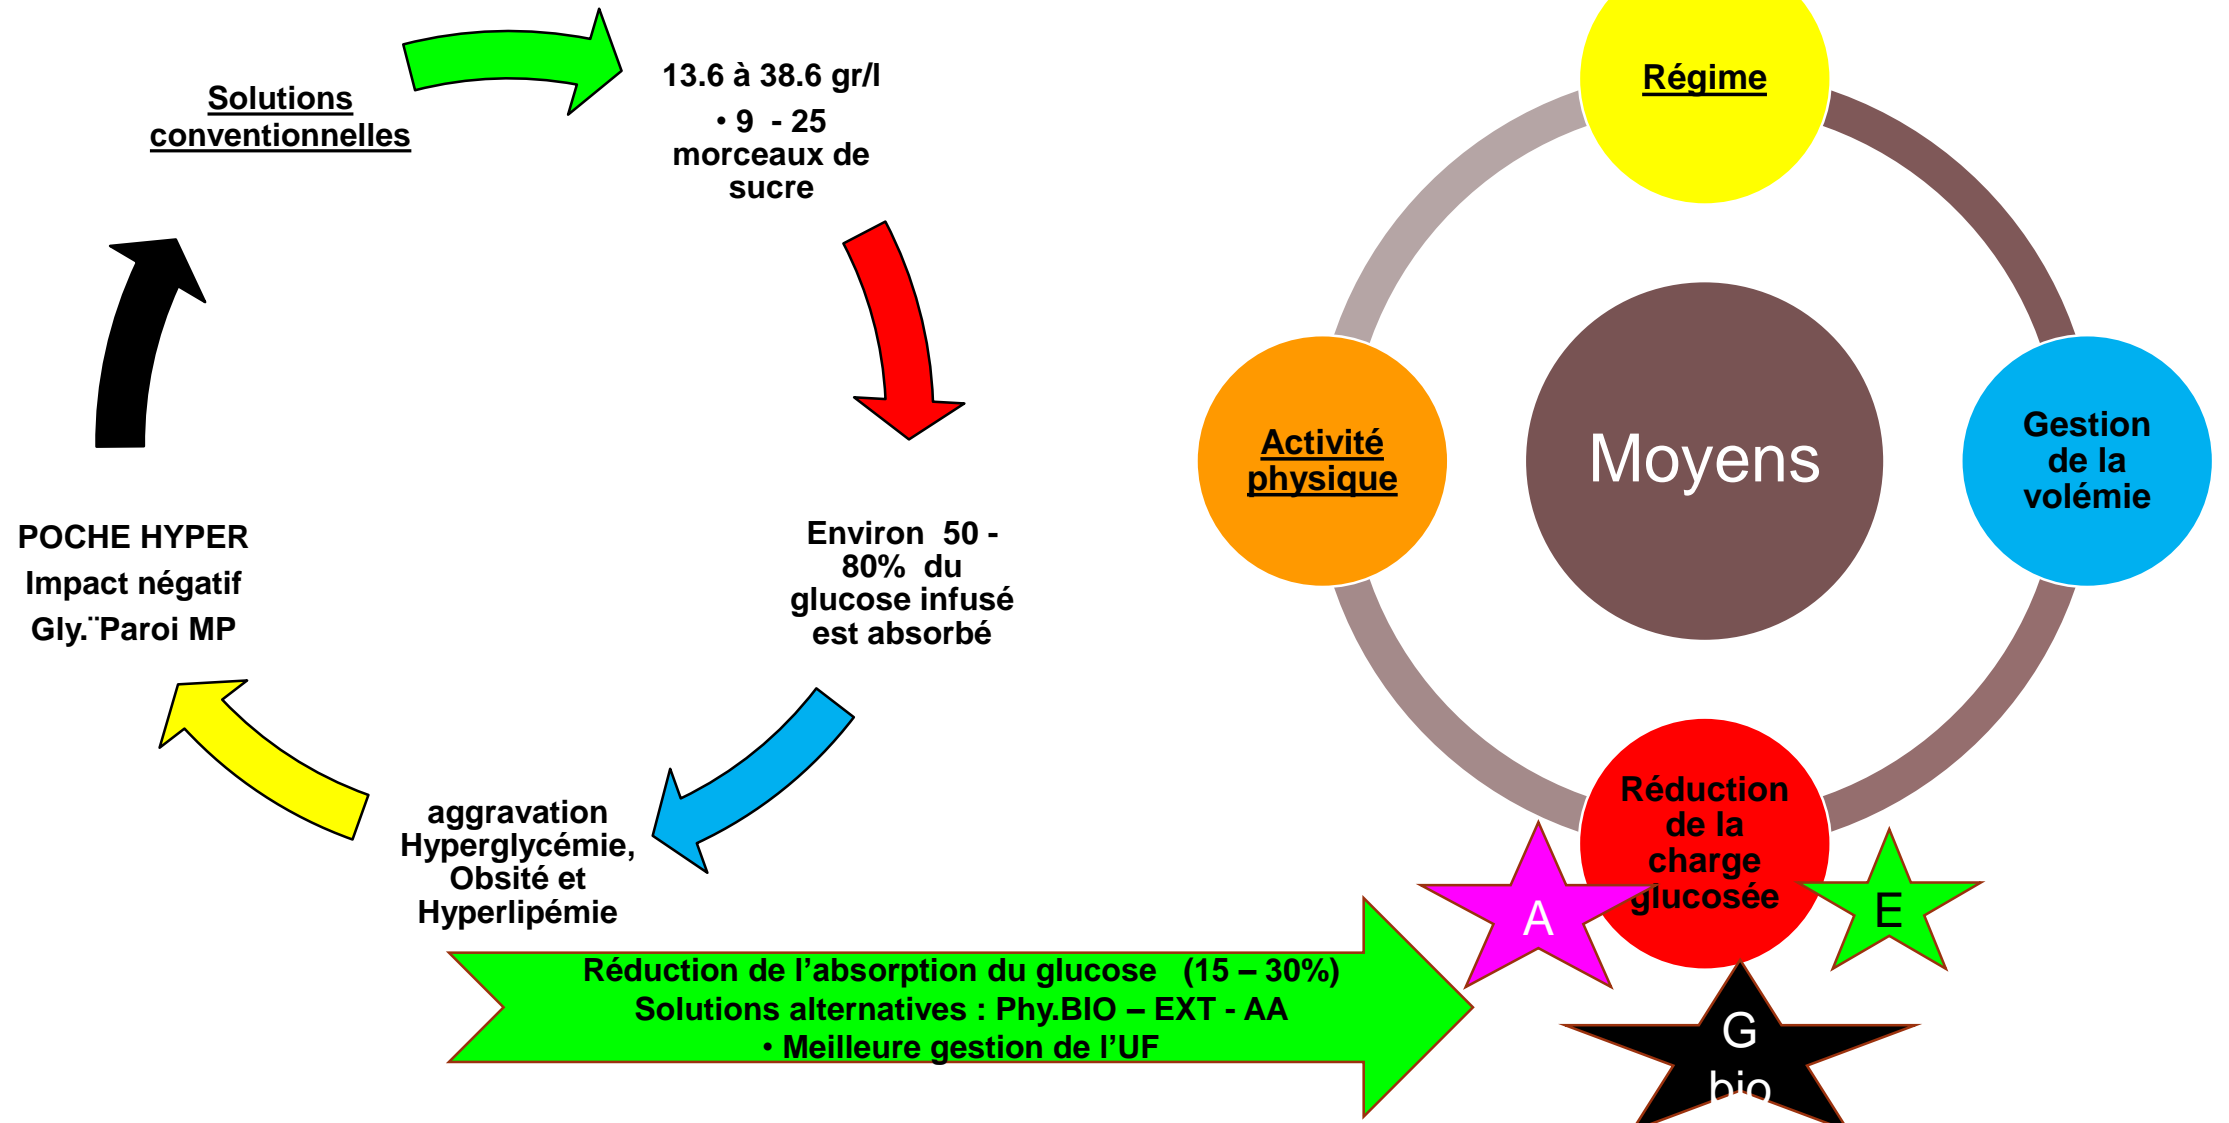 Solutions
conventionnelles
13.6 à 38.6 gr/l
• 9 - 25
morceaux de
sucre
Environ 50 -
80% du
glucose infusé
est absorbé
aggravation
Hyperglycémie,
Obsité et
Hyperlipémie
POCHE HYPER
Impact négatif
Gly.¨Paroi MP
Réduction de l’absorption du glucose (15 – 30%)
Solutions alternatives : Phy.BIO – EXT - AA
• Meilleure gestion de l’UF
Moyens
Régime
Gestion
de la
volémie
Réduction
de la
charge
glucosée
Activité
physique
A
E
G
bio